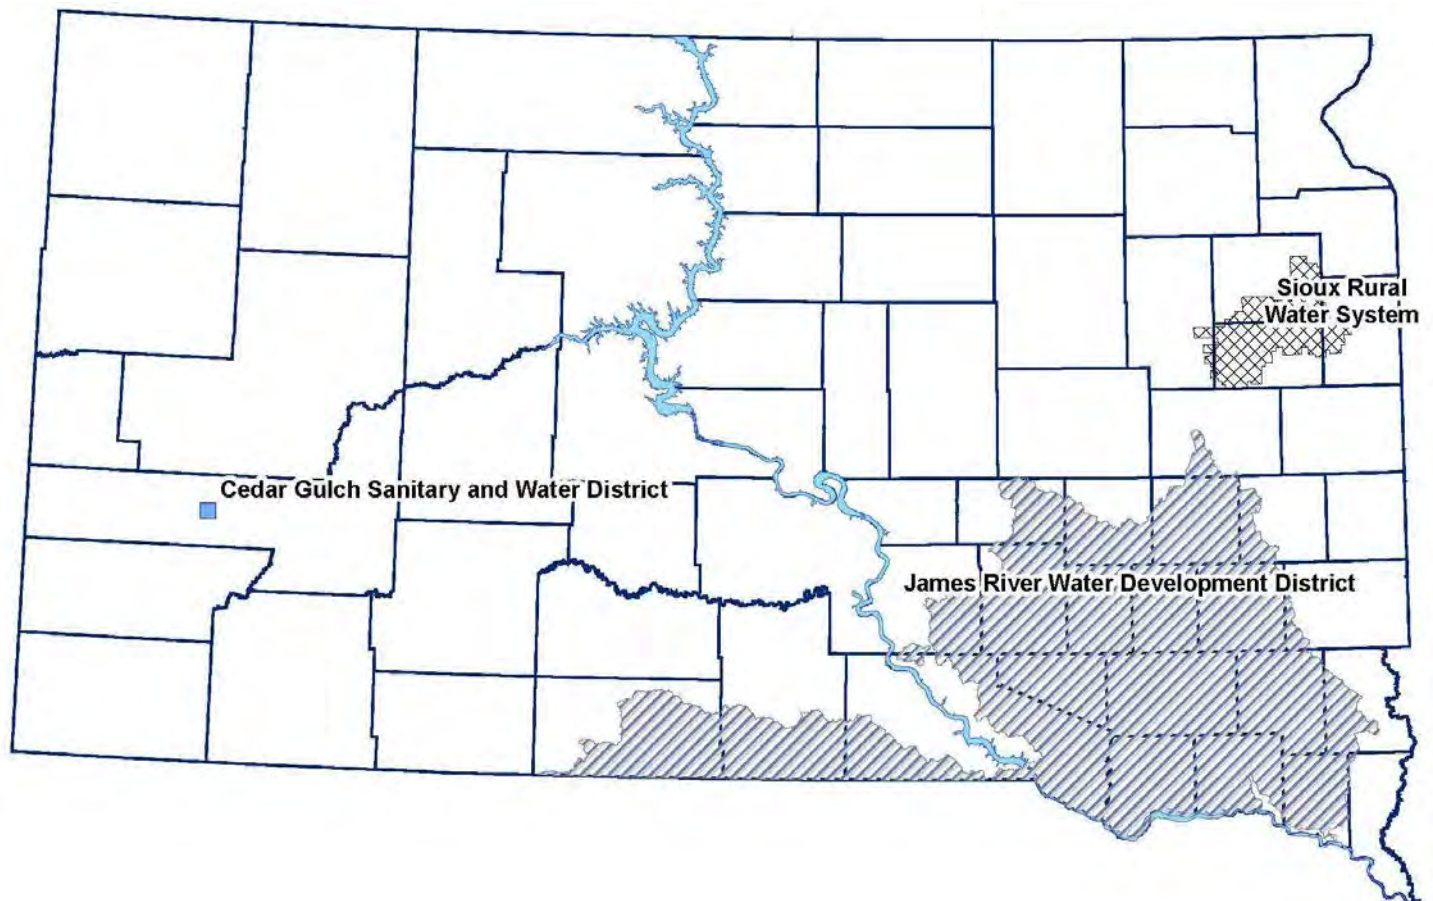 Sioux Rural
Water System
Cedar Gulch Sanitary and Water District
James River Water Development District